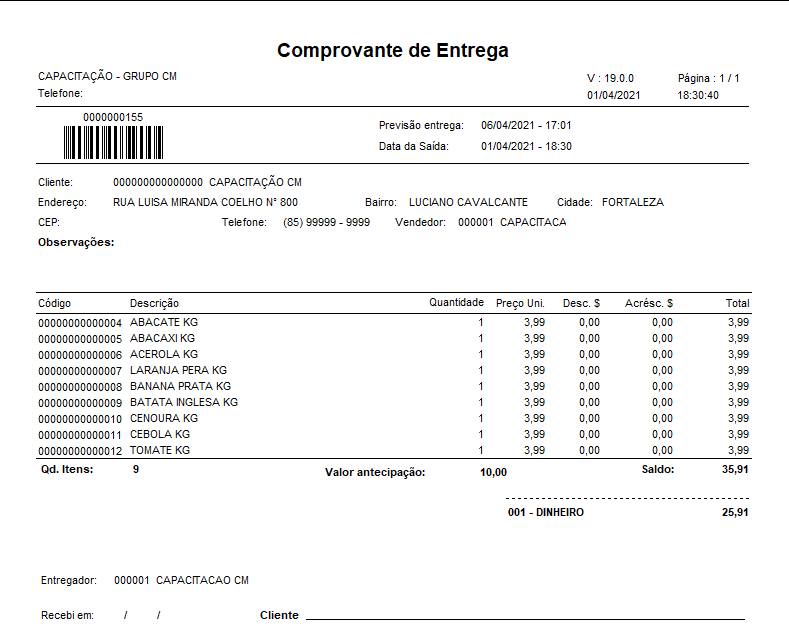 Comprovante de Entrega
CAPACITAÇÃO - GRUPO CM V : 19.0.0 Página : 1 / 1
Telefone: 01/04/2021 18:30:40
0000000155
Previsão entrega: 06/04/2021 - 17:01
Data da Saída: 01/04/2021 - 18:30
Cliente: 000000000000000 CAPACITAÇÃO CM
Endereço: RUA LUISA MIRANDA COELHO Nº 800 Bairro: LUCIANO CAVALCANTE Cidade: FORTALEZA
CEP: Telefone: (85) 99999 - 9999 Vendedor: 000001 CAPACITACA
Observações:
Código Descrição Quantidade Preço Uni. Desc. $ Acrésc. $ Total
00000000000004 ABACATE KG 1 3,99 0,00 0,00 3,99
00000000000005 ABACAXI KG 1 3,99 0,00 0,00 3,99
00000000000006 ACEROLA KG 1 3,99 0,00 0,00 3,99
00000000000007 LARANJA PERA KG 1 3,99 0,00 0,00 3,99
00000000000008 BANANA PRATA KG 1 3,99 0,00 0,00 3,99
00000000000009 BATATA INGLESA KG 1 3,99 0,00 0,00 3,99
00000000000010 CENOURA KG 1 3,99 0,00 0,00 3,99
00000000000011 CEBOLA KG 1 3,99 0,00 0,00 3,99
00000000000012 TOMATE KG 1 3,99 0,00 0,00 3,99
Qd. Itens: 9 Valor antecipação: 10,00 Saldo: 35,91
001 - DINHEIRO 25,91
Entregador: 000001 CAPACITACAO CM
Recebi em: / / Cliente